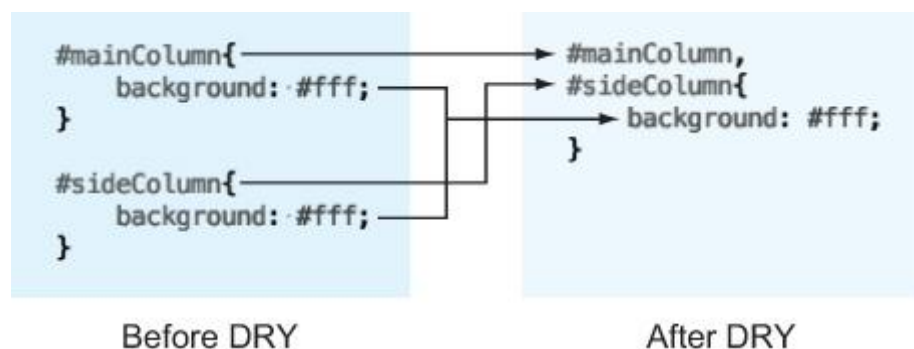 #mainColumn{
background: #fff;
}
#sideColumn{
background: #fff;
}
Before DRY
#mainColumn,
#sideColumn{
background: #fff;
}
After DRY